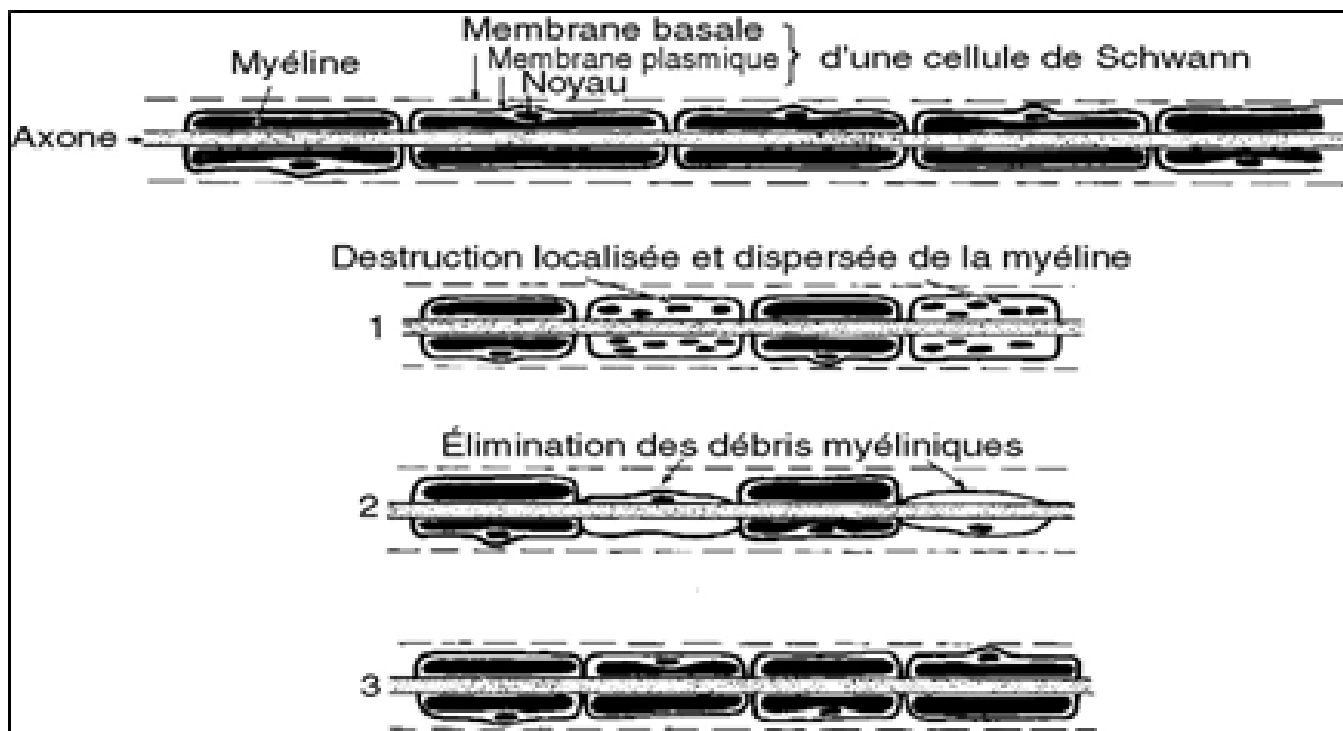 Membrane basale
Myéline
Membrane plasmique
d'une cellule de Schwann
Noyau
Axone
Destruction localisée et dispersée de la myéline
1
Élimination des débris myéliniques
2
3